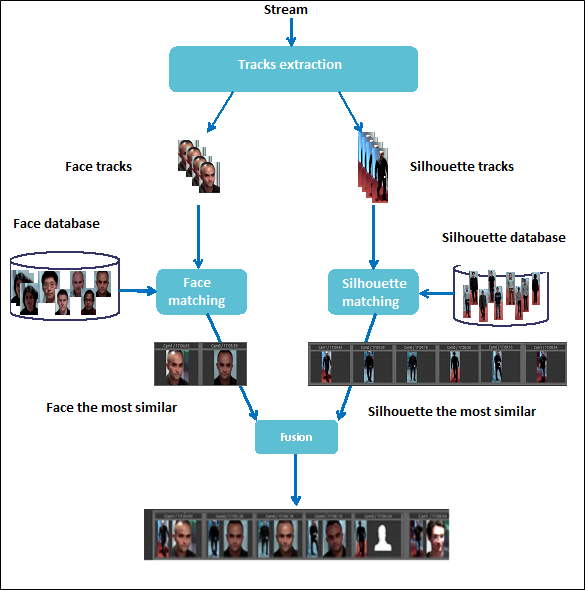 Stream
Tracks extraction
Face tracks
Silhouette tracks
Face database
Silhouette database
Face
matching
Silhouette
matching
Face the most similar
Silhouette the most similar
Fusion